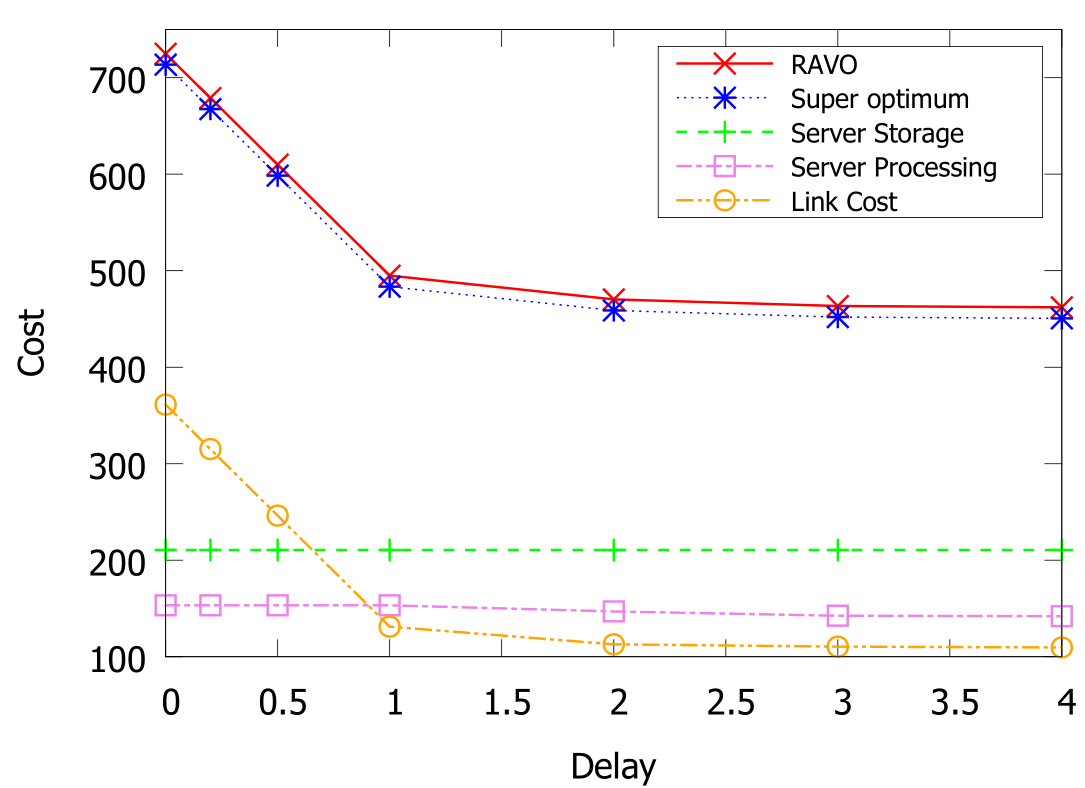 RAVO
Super optimum
Server Storage
Server Processing
Link Cost
700
600
500
400
300
200
100
Cost
0 0.5 1 1.5 2 2.5 3 3.5 4
Delay